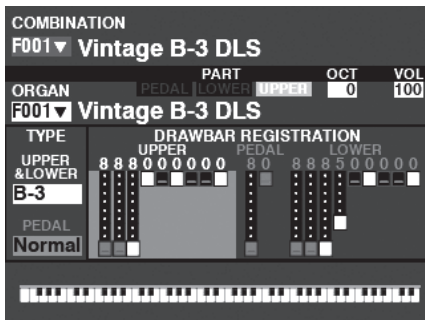 COMBINATION
F001▼ Vintage B-3 DLS
PART OCT VOL
ORGAN PEDAL LOWER UPPER 0 100
F001▼ Vintage B-3 DLS
TYPE DRAWBAR REGISTRATION
UPPER PEDAL LOWER
UPPER &LOWER 888000000 80 888500000
B-3
PEDAL
Normal